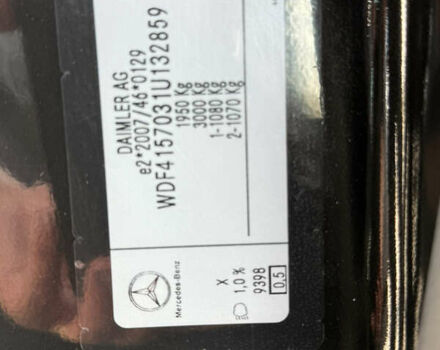 DAIMLER AG
e2*2007/46*0129
WDF4157031U132859
1950 Kg
3000 Kg
1-1080 Kg
2-1070 Kg
Mercedes-Benz
X
1,0 %
9398
0,5